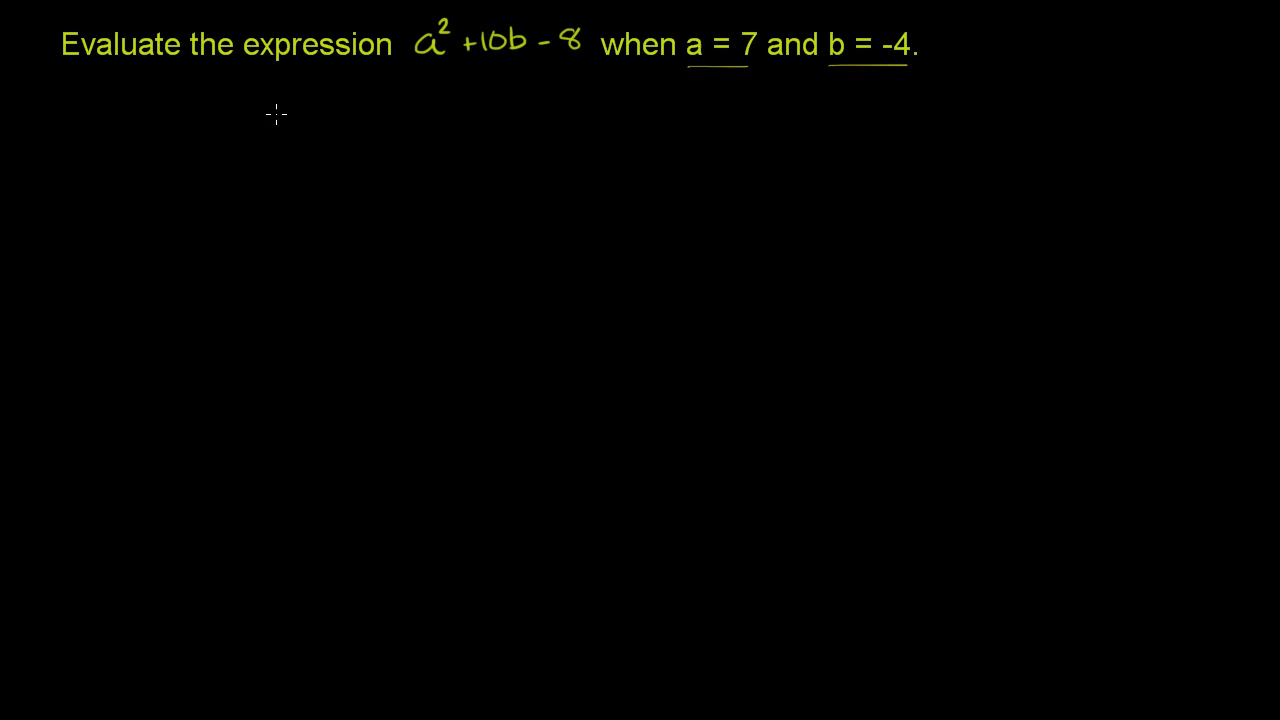 Evaluate the expression a² + 10b - 8 when a = 7 and b = -4.